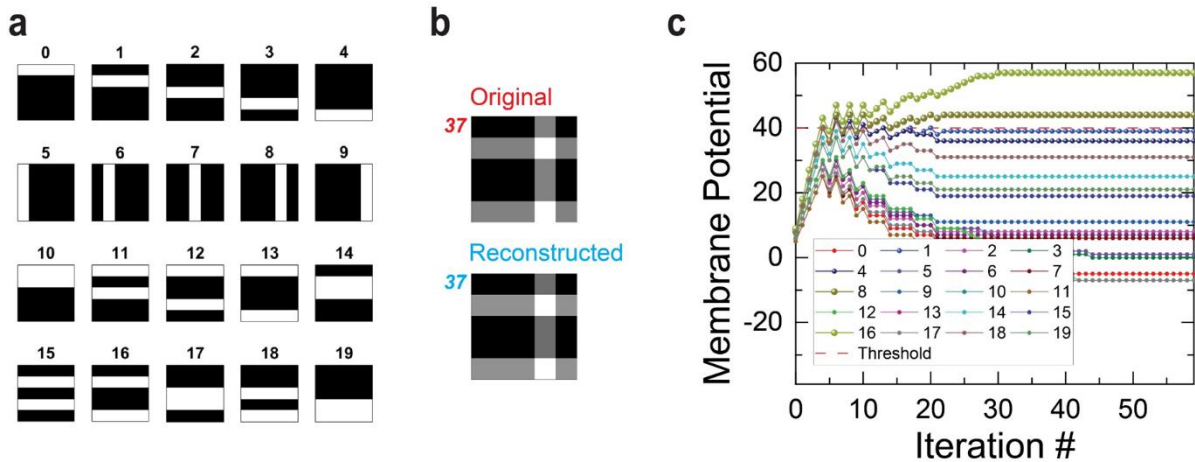 a
0 1 2 3 4
5 6 7 8 9
10 11 12 13 14
15 16 17 18 19
b
Original
37
Reconstructed
37
c
Membrane Potential
60
40
20
0
-20
0 1 2 3
4 5 6 7
8 9 10 11
12 13 14 15
16 17 18 19
Threshold
0 10 20 30 40 50
Iteration #